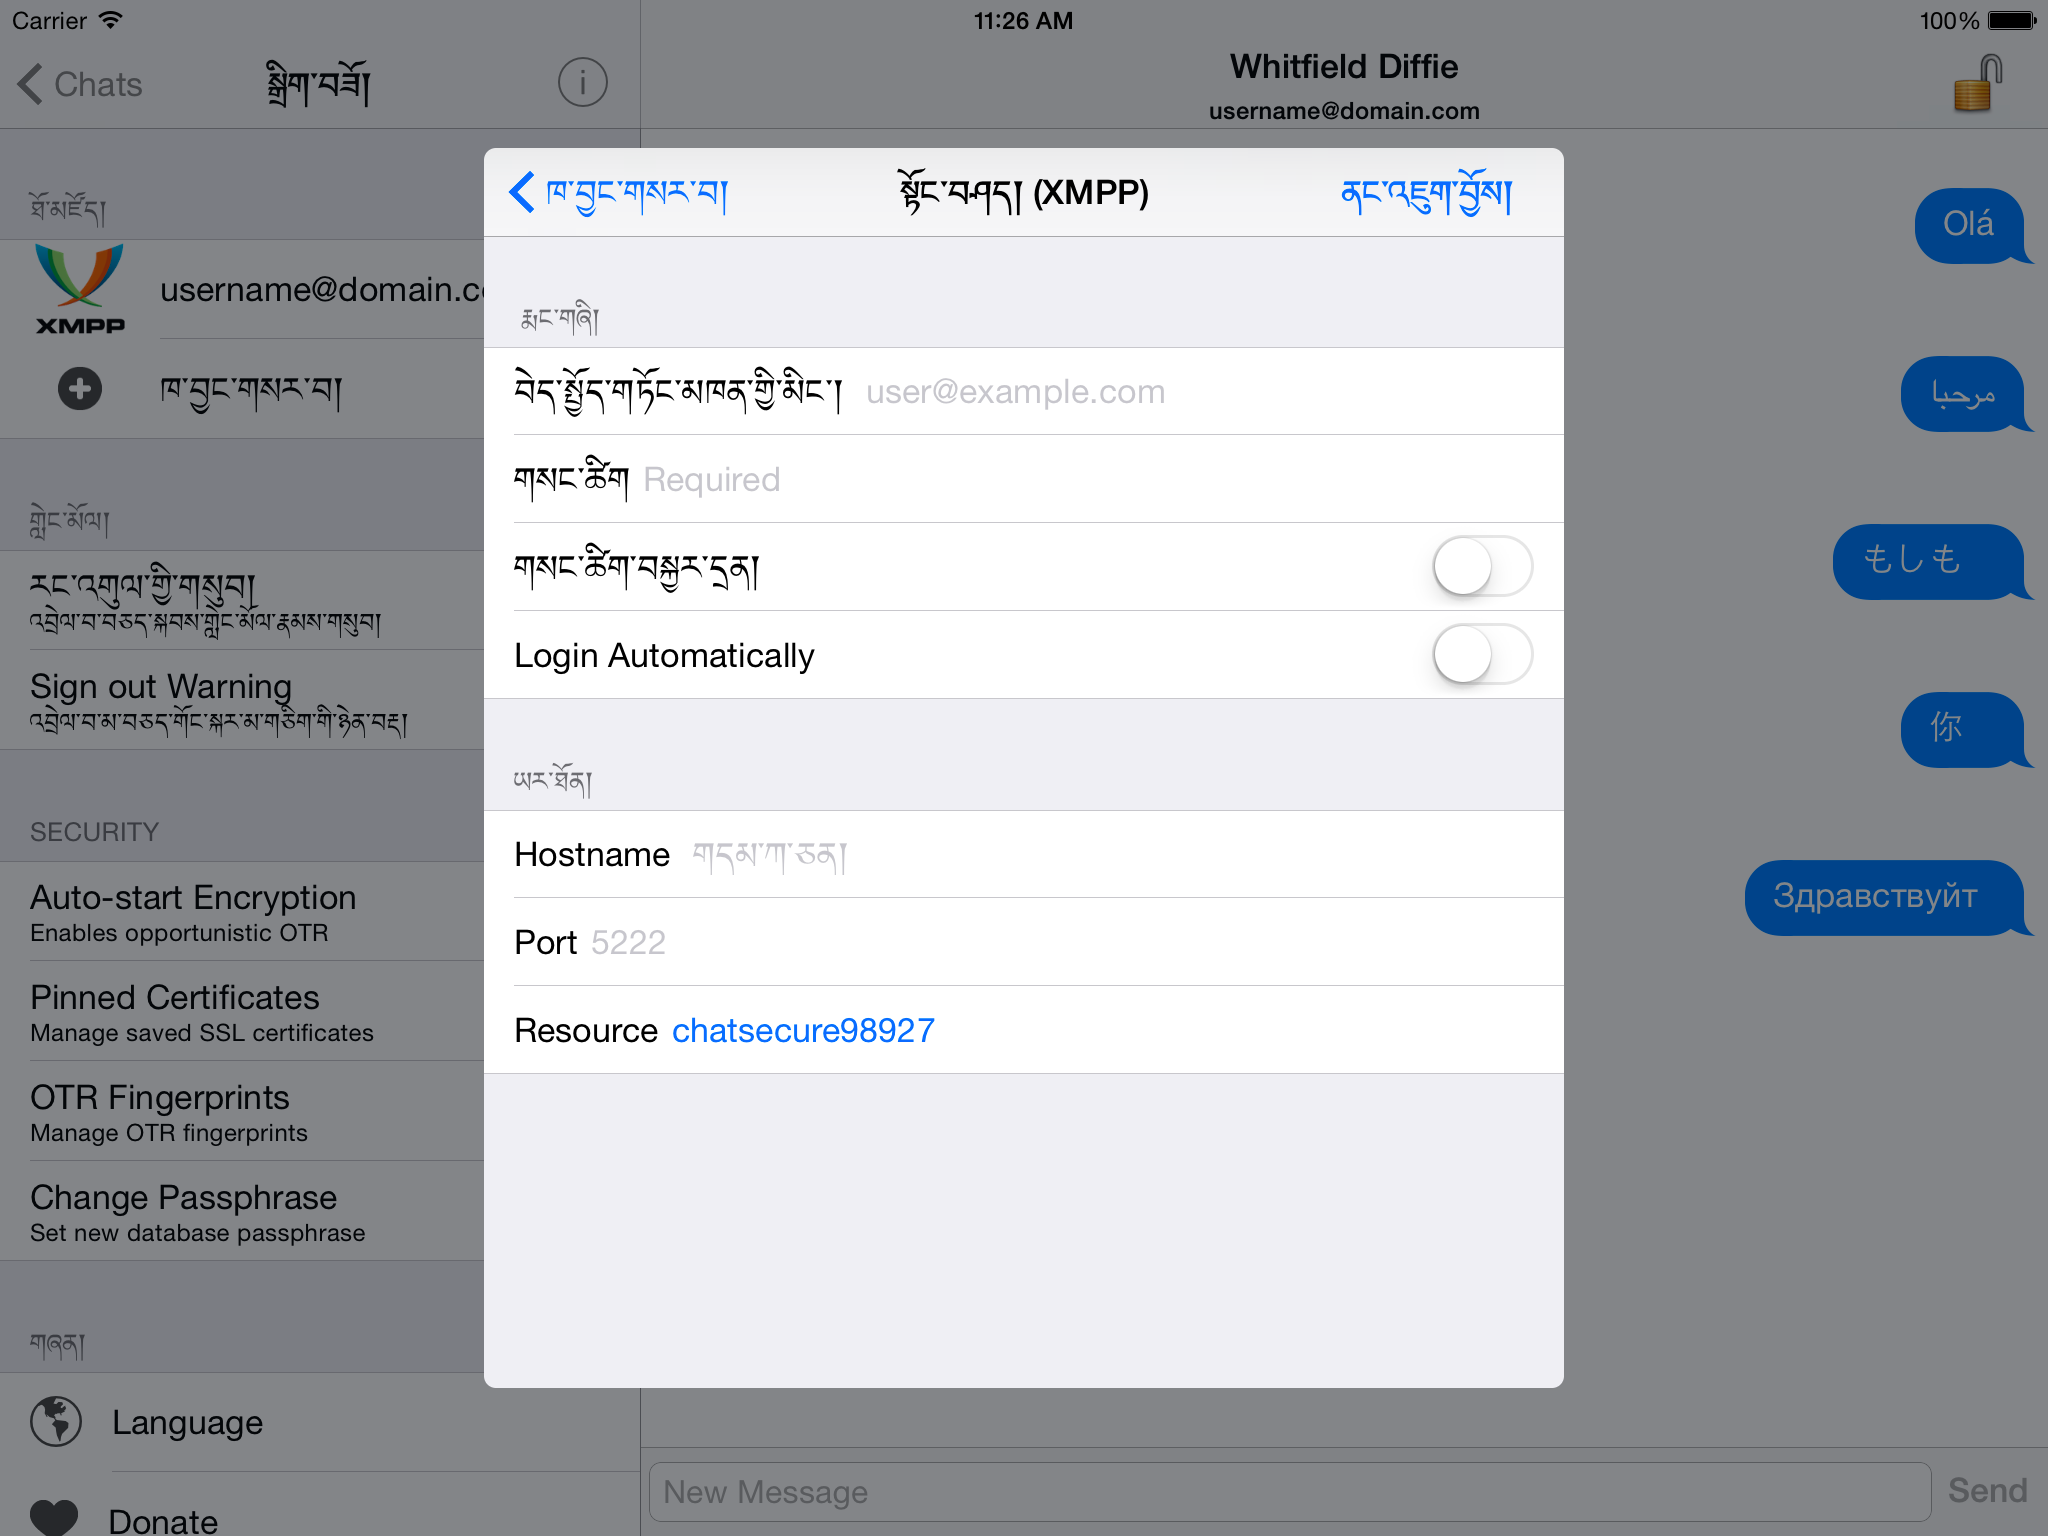 Carrier
11:26 AM
100%
Chats
སྒྲིག་བཟོ།
Whitfield Diffie
username@domain.com
ཐོ་མཛོད།
XMPP
username@domain.c
ཁ་བྱང་གསར་བ།
གླེང་མོལ།
རང་འགུལ་གྱི་གསུབ།
འབྲེལ་བ་བཅད་སྐབས་གླེང་མོལ་རྣམས་གསུབ།
Sign out Warning
འབྲེལ་བ་མ་བཅད་གོང་སྐར་མ་གཅིག་གི་ཉེན་བརྡ།
SECURITY
Auto-start Encryption
Enables opportunistic OTR
Pinned Certificates
Manage saved SSL certificates
OTR Fingerprints
Manage OTR fingerprints
Change Passphrase
Set new database passphrase
གཞན།
Language
Donate
ཁ་བྱང་གསར་བ།
སྟོང་བཤད། (XMPP)
ནང་འཇུག་བྱོས།
རྨང་གཞི།
བེད་སྤྱོད་གཏོང་མཁན་གྱི་མིང་། user@example.com
གསང་ཚིག Required
གསང་ཚིག་བསྐྱར་དྲན།
Login Automatically
ཡར་ཐོན།
Hostname གདམ་ཀ་ཅན།
Port 5222
Resource chatsecure98927
Olá
مرحبا
もしも
你
Здравствуйт
New Message
Send